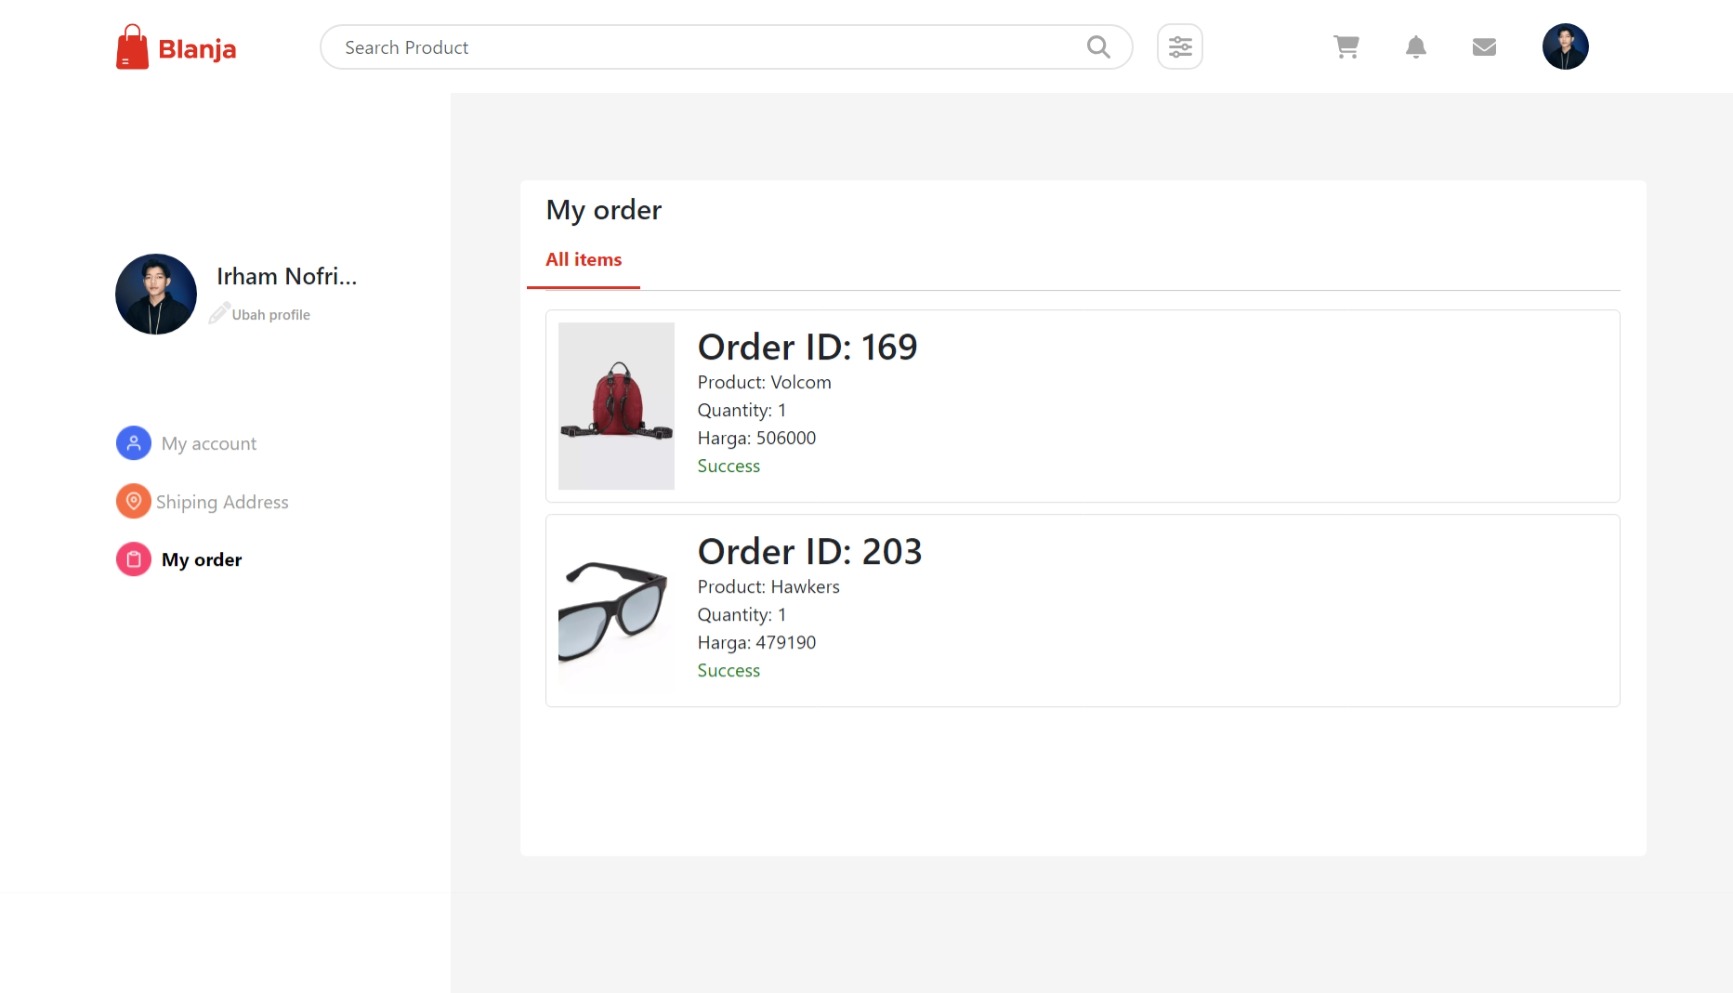 Blanja
Search Product
Irham Nofri...
Ubah profile
My account
Shiping Address
My order
My order
All items
Order ID: 169
Product: Volcom
Quantity: 1
Harga: 506000
Success
Order ID: 203
Product: Hawkers
Quantity: 1
Harga: 479190
Success